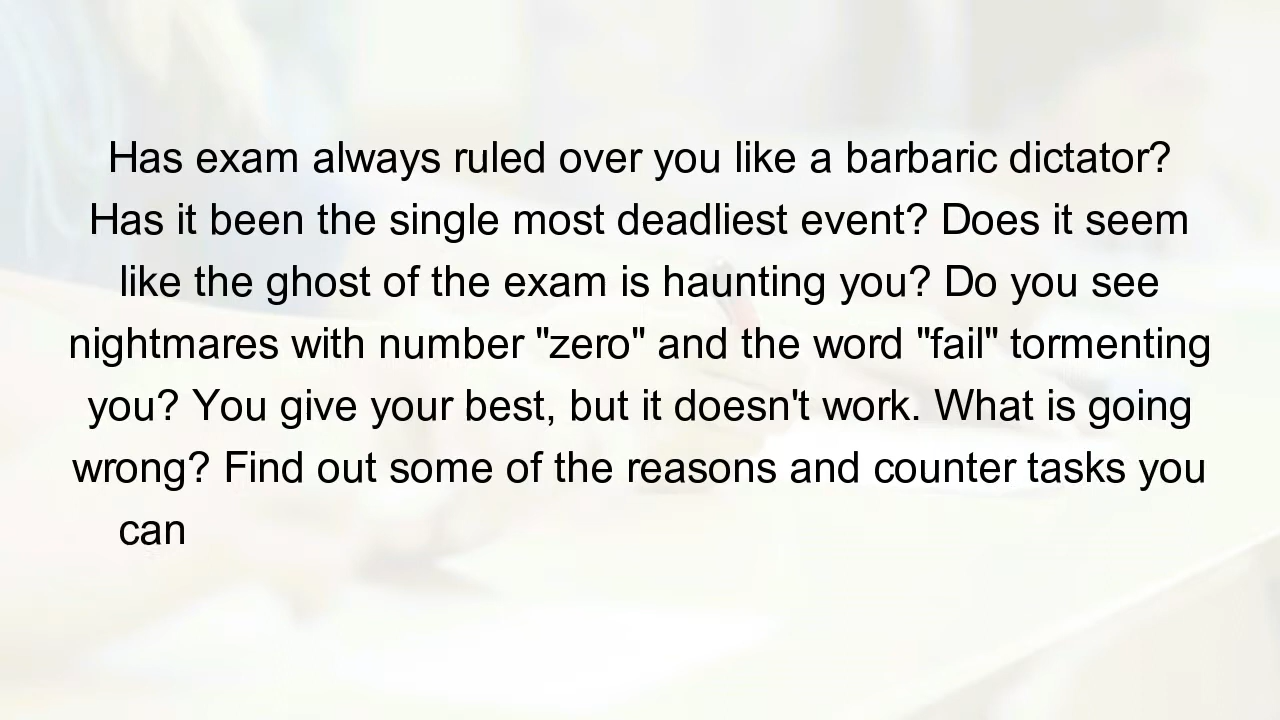 Has exam always ruled over you like a barbaric dictator?
Has it been the single most deadliest event? Does it seem
like the ghost of the exam is haunting you? Do you see
nightmares with number "zero" and the word "fail" tormenting
you? You give your best, but it doesn't work. What is going
wrong? Find out some of the reasons and counter tasks you
can